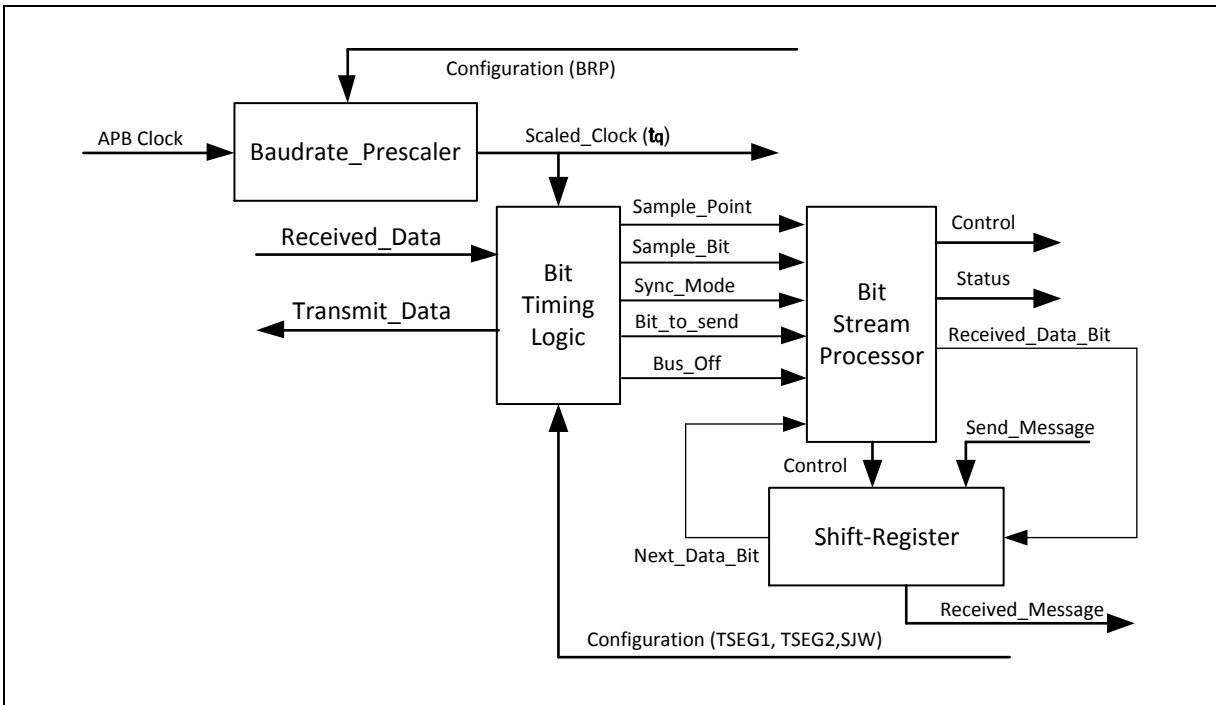 Configuration (BRP)
APB Clock
Baudrate_Prescaler
Scaled_Clock (tq)
Received_Data
Transmit_Data
Bit
Timing
Logic
Sample_Point
Sample_Bit
Sync_Mode
Bit_to_send
Bus_Off
Bit
Stream
Processor
Control
Status
Received_Data_Bit
Send_Message
Control
Shift-Register
Next_Data_Bit
Received_Message
Configuration (TSEG1, TSEG2,SJW)